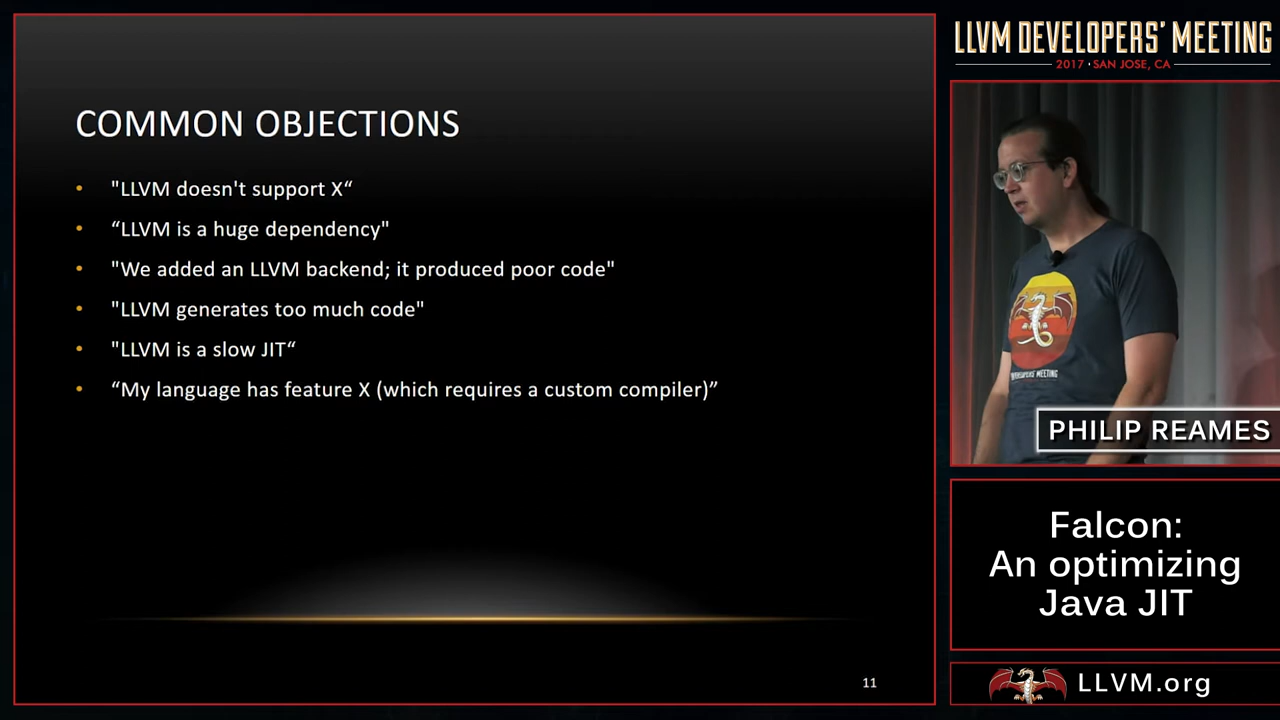 COMMON OBJECTIONS
• "LLVM doesn't support X“
• “LLVM is a huge dependency"
• "We added an LLVM backend; it produced poor code"
• "LLVM generates too much code"
• "LLVM is a slow JIT“
• “My language has feature X (which requires a custom compiler)”
11
LLVM DEVELOPERS' MEETING
2017 • SAN JOSE, CA
DEVELOPERS' MEETING
PHILIP REAMES
Falcon:
An optimizing
Java JIT
LLVM.org